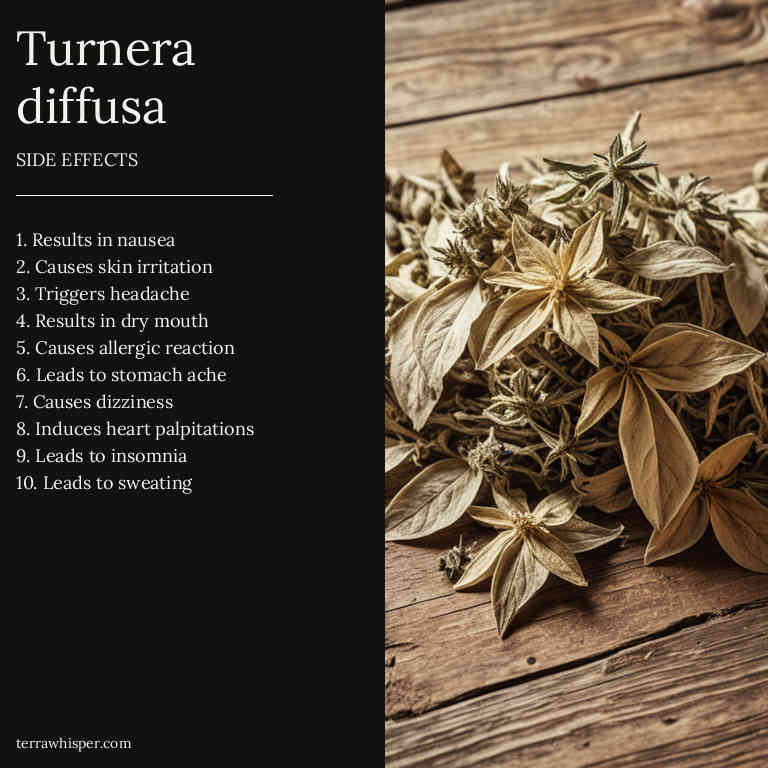 Turnera
diffusa
SIDE EFFECTS
1. Results in nausea
2. Causes skin irritation
3. Triggers headache
4. Results in dry mouth
5. Causes allergic reaction
6. Leads to stomach ache
7. Causes dizziness
8. Induces heart palpitations
9. Leads to insomnia
10. Leads to sweating
terrawhisper.com